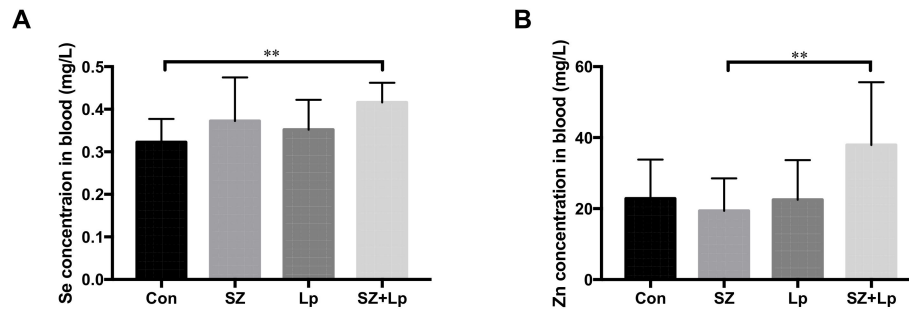 A
Se concentraion in blood (mg/L)
0.5
0.4
0.3
0.2
0.1
0.0
**
Con SZ Lp SZ+Lp
B
Zn concentration in blood (mg/L)
60
40
20
0
**
Con SZ Lp SZ+Lp